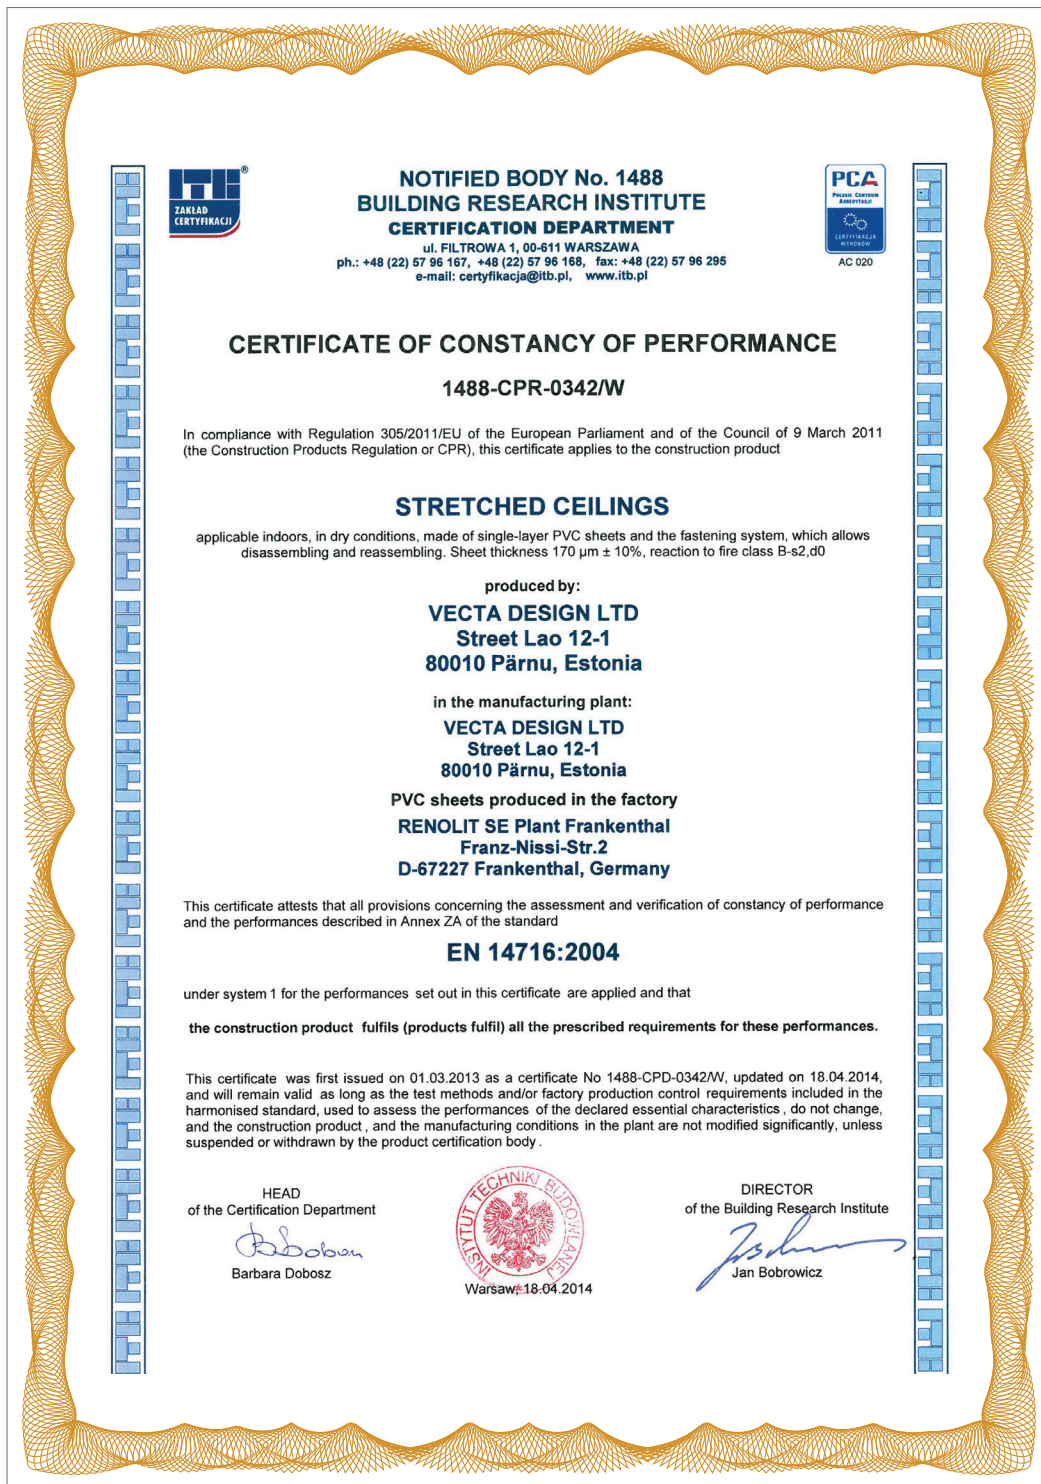 ITB®
ZAKŁAD
CERTYFIKACJI
NOTIFIED BODY No. 1488
BUILDING RESEARCH INSTITUTE
CERTIFICATION DEPARTMENT
ul. FILTROWA 1, 00-611 WARSZAWA
ph.: +48 (22) 57 96 167, +48 (22) 57 96 168, fax: +48 (22) 57 96 295
e-mail: certyfikacja@itb.pl, www.itb.pl
PCA
POLSKIE CENTRUM
AKREDYTACJI
CERTYFIKACJA
WYROBÓW
AC 020
CERTIFICATE OF CONSTANCY OF PERFORMANCE
1488-CPR-0342/W
In compliance with Regulation 305/2011/EU of the European Parliament and of the Council of 9 March 2011
(the Construction Products Regulation or CPR), this certificate applies to the construction product
STRETCHED CEILINGS
applicable indoors, in dry conditions, made of single-layer PVC sheets and the fastening system, which allows
disassembling and reassembling. Sheet thickness 170 µm ± 10%, reaction to fire class B-s2,d0
produced by:
VECTA DESIGN LTD
Street Lao 12-1
80010 Pärnu, Estonia
in the manufacturing plant:
VECTA DESIGN LTD
Street Lao 12-1
80010 Pärnu, Estonia
PVC sheets produced in the factory
RENOLIT SE Plant Frankenthal
Franz-Nissi-Str.2
D-67227 Frankenthal, Germany
This certificate attests that all provisions concerning the assessment and verification of constancy of performance
and the performances described in Annex ZA of the standard
EN 14716:2004
under system 1 for the performances set out in this certificate are applied and that
the construction product fulfils (products fulfil) all the prescribed requirements for these performances.
This certificate was first issued on 01.03.2013 as a certificate No 1488-CPD-0342/W, updated on 18.04.2014,
and will remain valid as long as the test methods and/or factory production control requirements included in the
harmonised standard, used to assess the performances of the declared essential characteristics, do not change,
and the construction product, and the manufacturing conditions in the plant are not modified significantly, unless
suspended or withdrawn by the product certification body.
HEAD
of the Certification Department
Barbara Dobosz
INSTYTUT TECHNIKI BUDOWLANEJ
Warsaw, 18.04.2014
DIRECTOR
of the Building Research Institute
Jan Bobrowicz